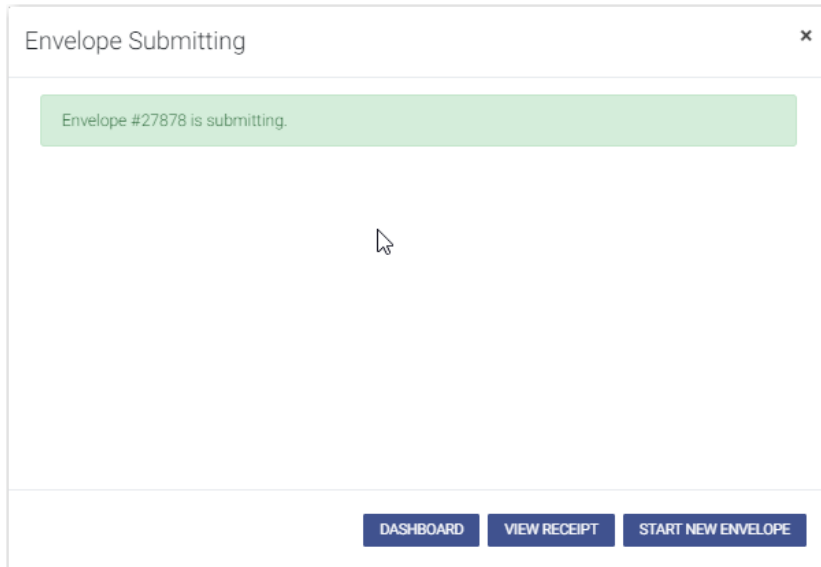 Envelope Submitting
×
Envelope #27878 is submitting.
DASHBOARD
VIEW RECEIPT
START NEW ENVELOPE